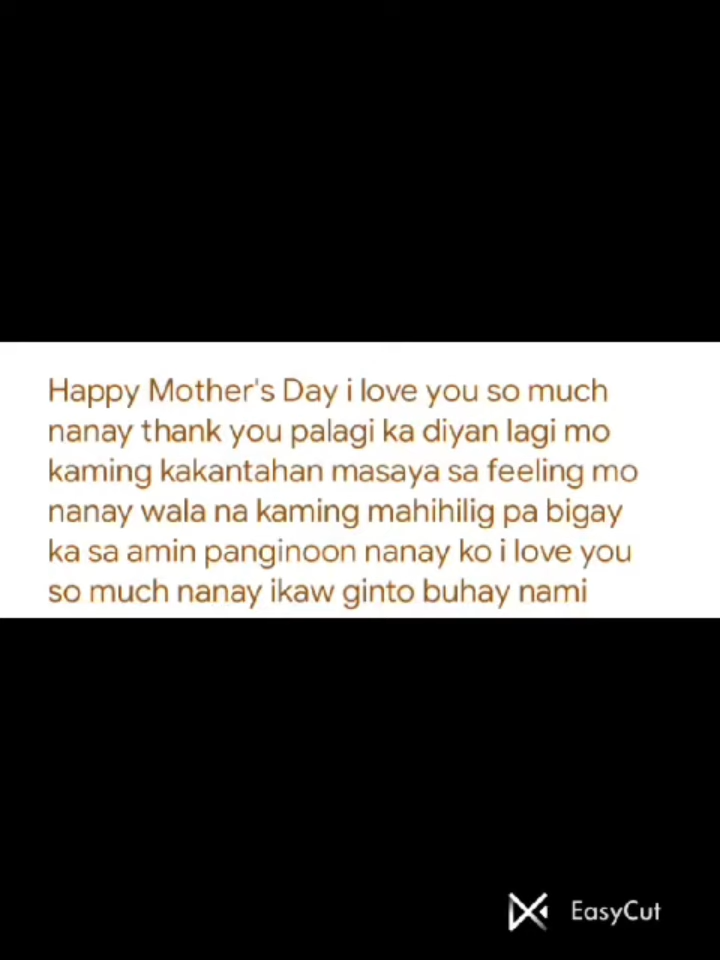 Happy Mother's Day i love you so much
nanay thank you palagi ka diyan lagi mo
kaming kakantahan masaya sa feeling mo
nanay wala na kaming mahihilig pa bigay
ka sa amin panginoon nanay ko i love you
so much nanay ikaw ginto buhay nami
EasyCut